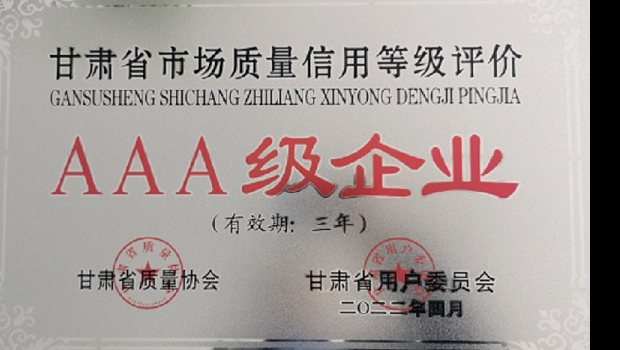 甘肃省市场质量信用等级评价
GANSUSHENG SHICHANG ZHILIANG XINYONG DENGJI PINGJIA
AAA级企业
(有效期:三年)
甘肃省质量协会 甘肃省用户委员会
二〇二二年四月